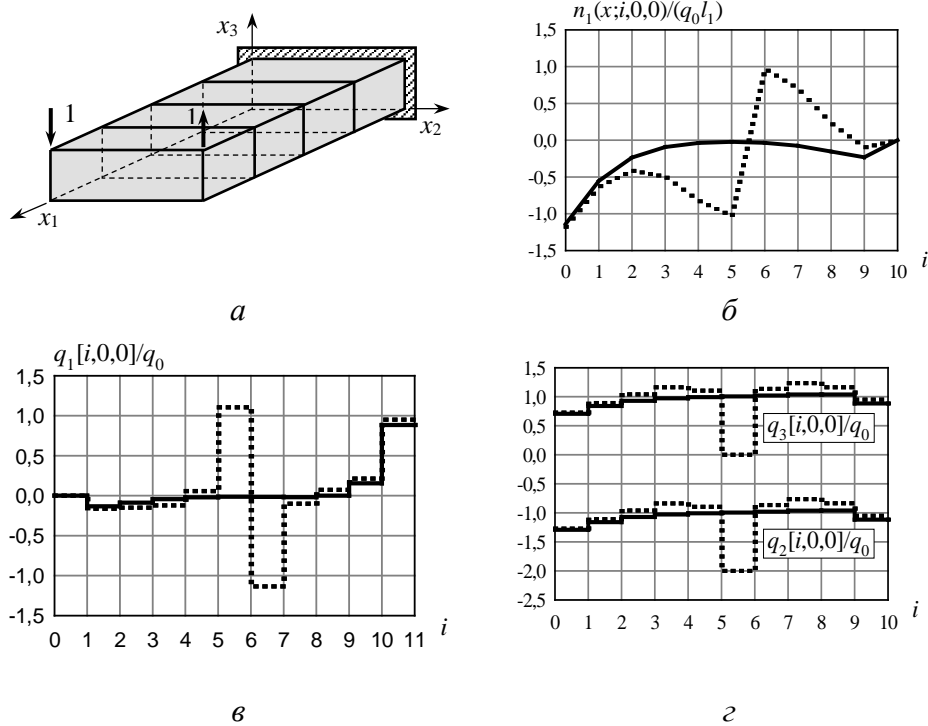 x₃
1
1
x₂
x₁
а
n₁(x;i,0,0)/(q₀l₁)
1,0
0,5
0,0
-0,5
-1,0
-1,5
0 1 2 3 4 5 6 7 8 9 10
i
б
q₁[i,0,0]/q₀
1,5
1,0
0,5
0,0
-0,5
-1,0
-1,5
0 1 2 3 4 5 6 7 8 9 10 11
i
в
1,5
1,0
0,5
0,0
-0,5
-1,0
-1,5
-2,0
-2,5
q₃[i,0,0]/q₀
q₂[i,0,0]/q₀
0 1 2 3 4 5 6 7 8 9 10
i
г